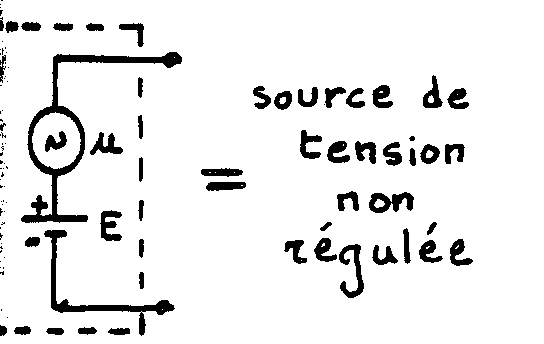 source de
tension
non
régulée
N
u
+
-
E
=